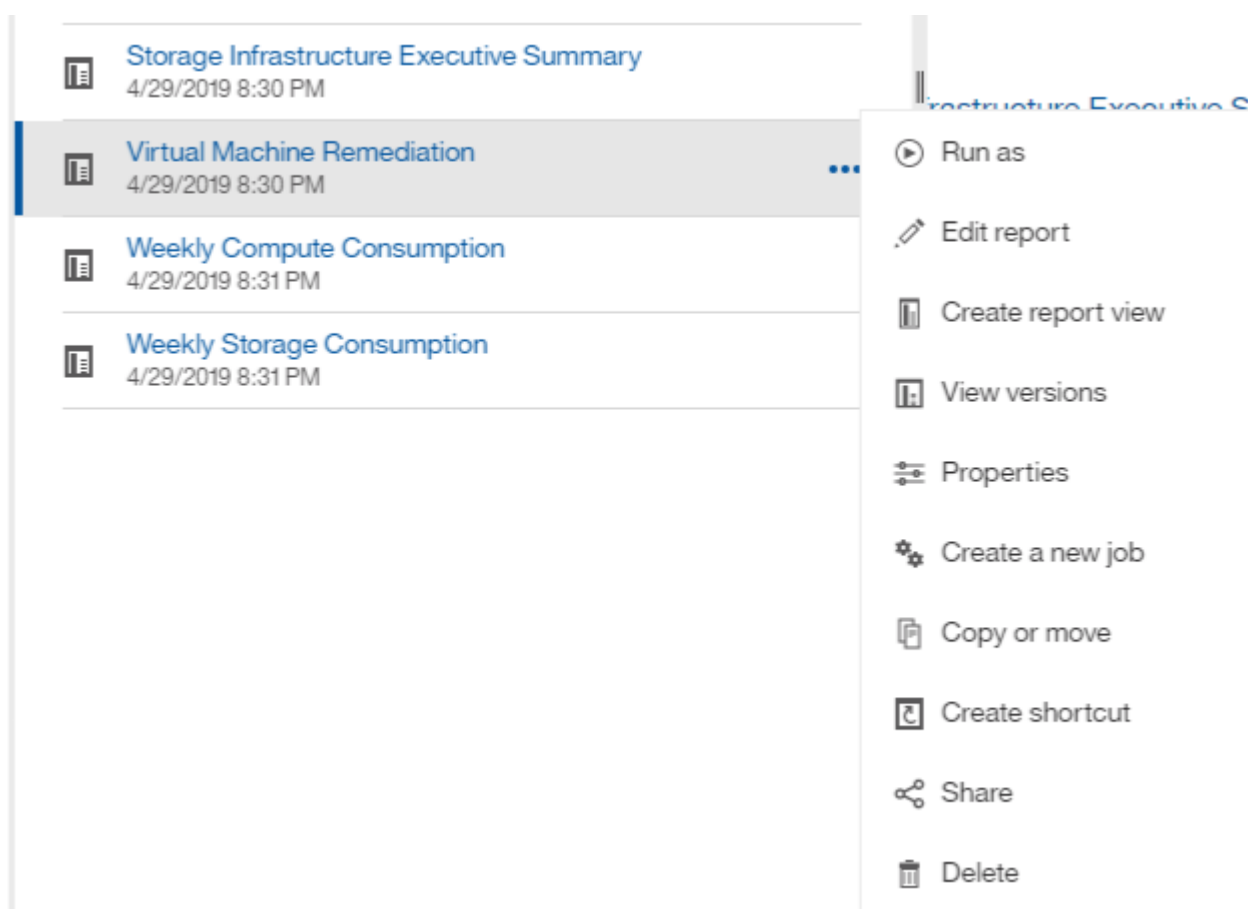 Storage Infrastructure Executive Summary
4/29/2019 8:30 PM
Virtual Machine Remediation
4/29/2019 8:30 PM
Weekly Compute Consumption
4/29/2019 8:31 PM
Weekly Storage Consumption
4/29/2019 8:31 PM
frastructure Executive S
Run as
Edit report
Create report view
View versions
Properties
Create a new job
Copy or move
Create shortcut
Share
Delete